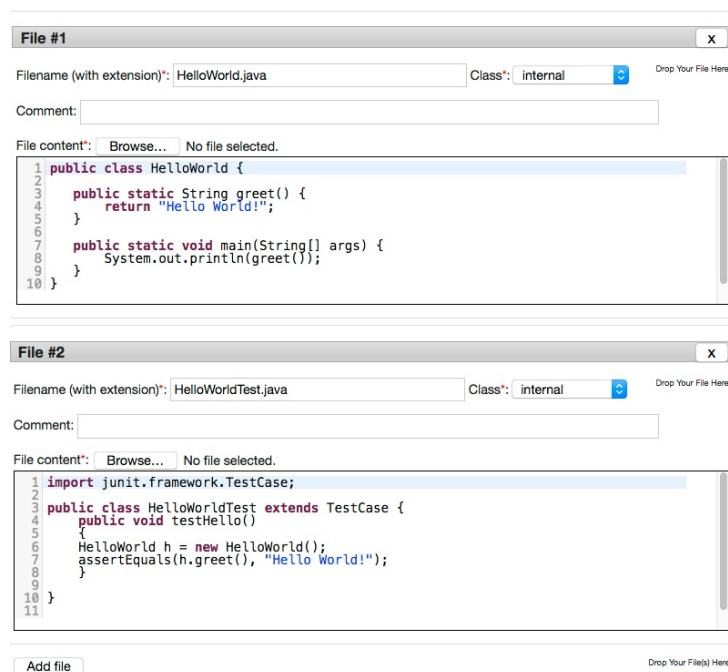 File #1
x
Filename (with extension)*: HelloWorld.java Class*: internal Drop Your File Here
Comment:
File content*: Browse... No file selected.
1 public class HelloWorld {
2
3    public static String greet() {
4        return "Hello World!";
5    }
6
7    public static void main(String[] args) {
8        System.out.println(greet());
9    }
10 }
File #2
x
Filename (with extension)*: HelloWorldTest.java Class*: internal Drop Your File Here
Comment:
File content*: Browse... No file selected.
1 import junit.framework.TestCase;
2
3 public class HelloWorldTest extends TestCase {
4     public void testHello()
5     {
6     HelloWorld h = new HelloWorld();
7     assertEquals(h.greet(), "Hello World!");
8     }
9
10 }
11
Add file Drop Your File(s) Here